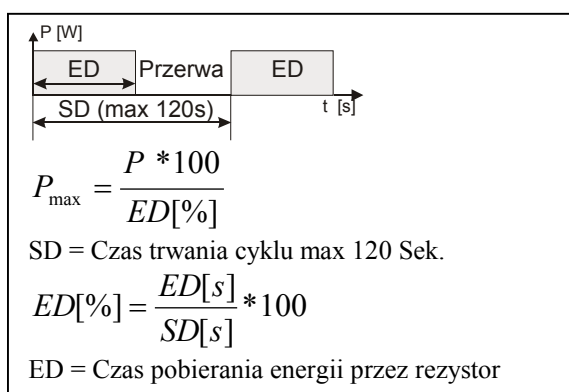 P [W]
ED Przerwa ED
SD (max 120s) t [s]
P_max = P *100 / ED[%]
SD = Czas trwania cyklu max 120 Sek.
ED[%] = ED[s] / SD[s] *100
ED = Czas pobierania energii przez rezystor